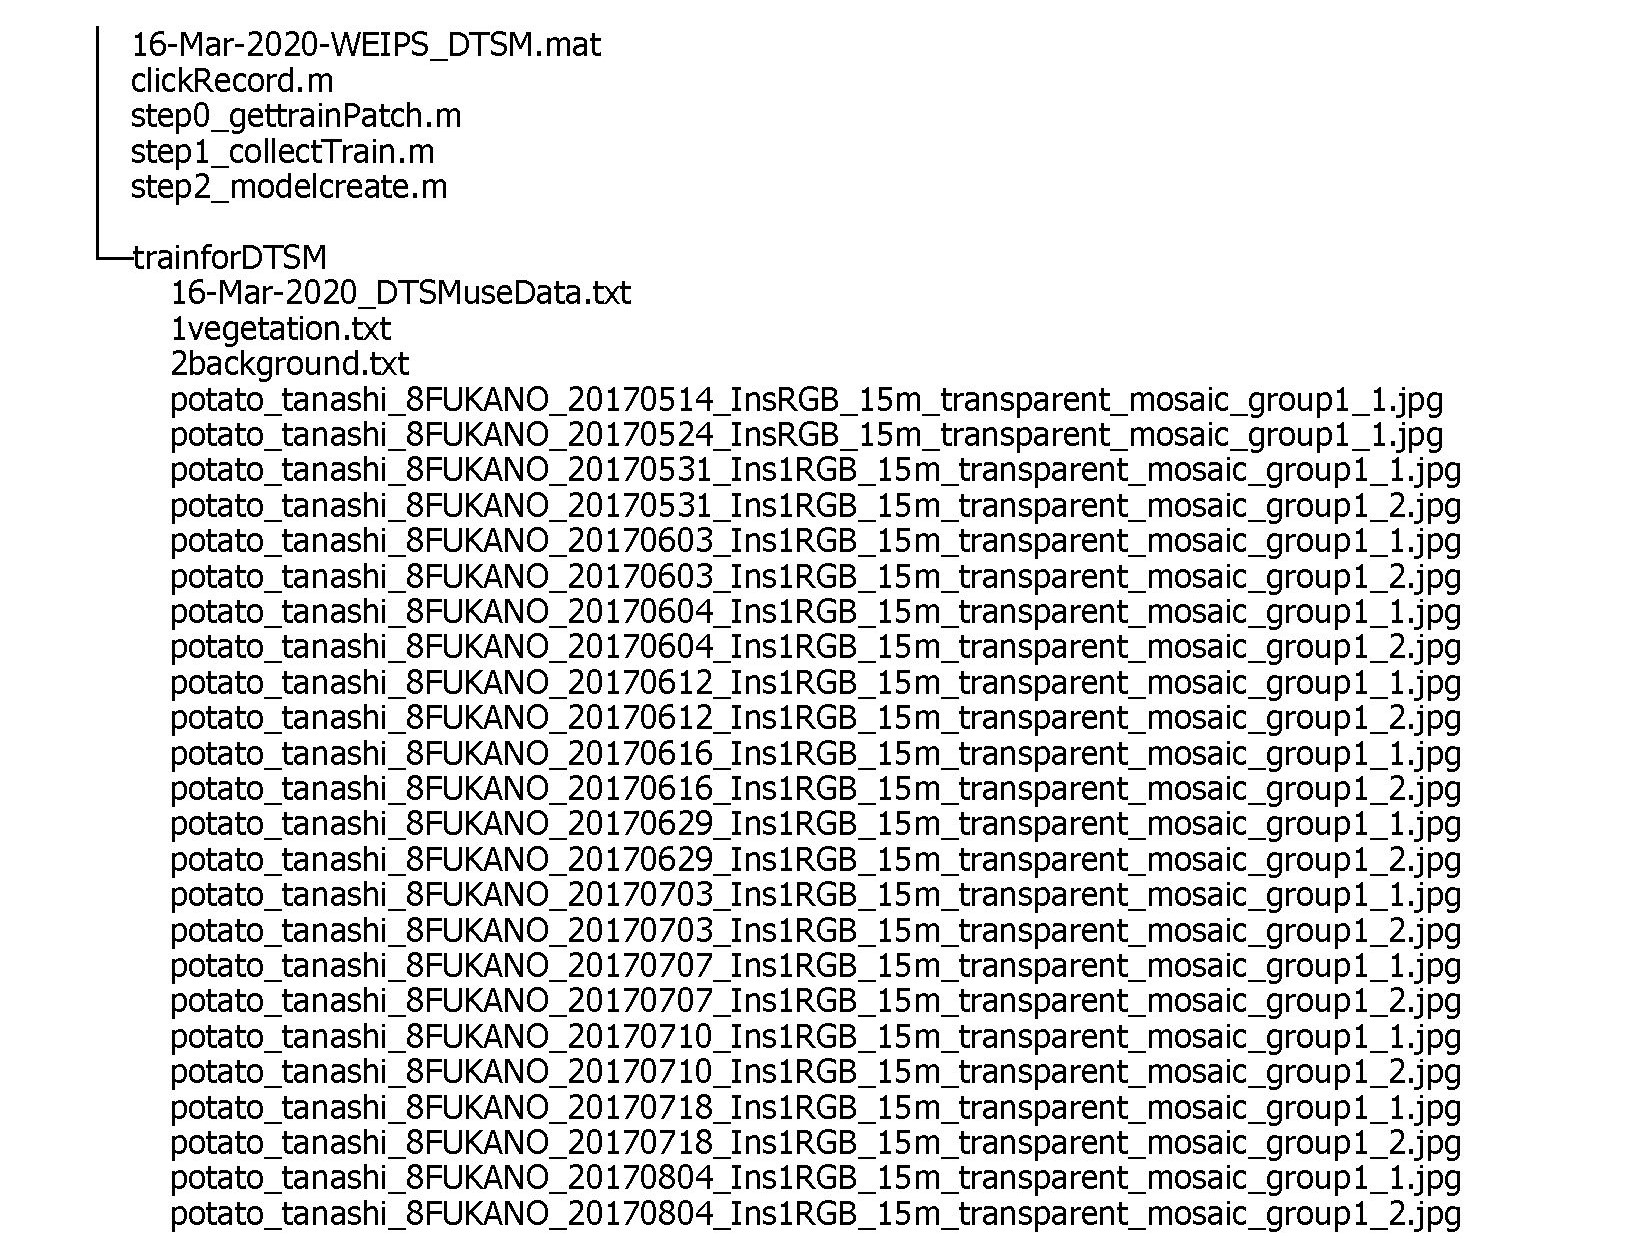 16-Mar-2020-WEIPS_DTSM.mat
clickRecord.m
step0_gettrainPatch.m
step1_collectTrain.m
step2_modelcreate.m
trainforDTSM
16-Mar-2020_DTSMuseData.txt
1vegetation.txt
2background.txt
potato_tanashi_8FUKANO_20170514_InsRGB_15m_transparent_mosaic_group1_1.jpg
potato_tanashi_8FUKANO_20170524_InsRGB_15m_transparent_mosaic_group1_1.jpg
potato_tanashi_8FUKANO_20170531_Ins1RGB_15m_transparent_mosaic_group1_1.jpg
potato_tanashi_8FUKANO_20170531_Ins1RGB_15m_transparent_mosaic_group1_2.jpg
potato_tanashi_8FUKANO_20170603_Ins1RGB_15m_transparent_mosaic_group1_1.jpg
potato_tanashi_8FUKANO_20170603_Ins1RGB_15m_transparent_mosaic_group1_2.jpg
potato_tanashi_8FUKANO_20170604_Ins1RGB_15m_transparent_mosaic_group1_1.jpg
potato_tanashi_8FUKANO_20170604_Ins1RGB_15m_transparent_mosaic_group1_2.jpg
potato_tanashi_8FUKANO_20170612_Ins1RGB_15m_transparent_mosaic_group1_1.jpg
potato_tanashi_8FUKANO_20170612_Ins1RGB_15m_transparent_mosaic_group1_2.jpg
potato_tanashi_8FUKANO_20170616_Ins1RGB_15m_transparent_mosaic_group1_1.jpg
potato_tanashi_8FUKANO_20170616_Ins1RGB_15m_transparent_mosaic_group1_2.jpg
potato_tanashi_8FUKANO_20170629_Ins1RGB_15m_transparent_mosaic_group1_1.jpg
potato_tanashi_8FUKANO_20170629_Ins1RGB_15m_transparent_mosaic_group1_2.jpg
potato_tanashi_8FUKANO_20170703_Ins1RGB_15m_transparent_mosaic_group1_1.jpg
potato_tanashi_8FUKANO_20170703_Ins1RGB_15m_transparent_mosaic_group1_2.jpg
potato_tanashi_8FUKANO_20170707_Ins1RGB_15m_transparent_mosaic_group1_1.jpg
potato_tanashi_8FUKANO_20170707_Ins1RGB_15m_transparent_mosaic_group1_2.jpg
potato_tanashi_8FUKANO_20170710_Ins1RGB_15m_transparent_mosaic_group1_1.jpg
potato_tanashi_8FUKANO_20170710_Ins1RGB_15m_transparent_mosaic_group1_2.jpg
potato_tanashi_8FUKANO_20170718_Ins1RGB_15m_transparent_mosaic_group1_1.jpg
potato_tanashi_8FUKANO_20170718_Ins1RGB_15m_transparent_mosaic_group1_2.jpg
potato_tanashi_8FUKANO_20170804_Ins1RGB_15m_transparent_mosaic_group1_1.jpg
potato_tanashi_8FUKANO_20170804_Ins1RGB_15m_transparent_mosaic_group1_2.jpg